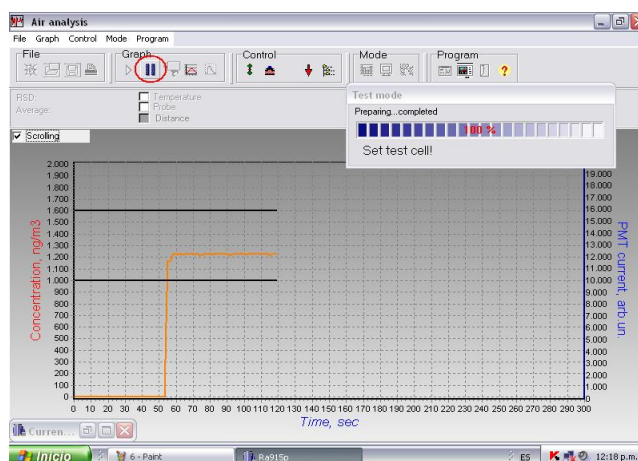 Air analysis
File Graph Control Mode Program
File Graph Control Mode Program
RSD:
Average:
Temperature
Probe
Distance
Test mode
Preparing...completed
100 %
Set test cell!
Scroling
Concentration, ng/m3
2.000
1.900
1.800
1.700
1.600
1.500
1.400
1.300
1.200
1.100
1.000
900
800
700
600
500
400
300
200
100
0
19.000
18.000
17.000
16.000
15.000
14.000
13.000
12.000
11.000
10.000
9.000
8.000
7.000
6.000
5.000
4.000
3.000
2.000
1.000
0
PMT current, arb.un.
0 10 20 30 40 50 60 70 80 90 100 110 120 130 140 150 160 170 180 190 200 210 220 230 240 250 260 270 280 290 300
Time, sec
Curren...
Inicio 6 - Paint Ra915p ES 12:18 p.m.